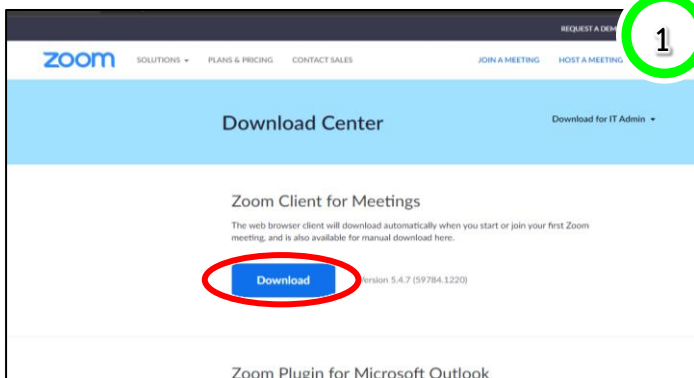 REQUEST A DEM
1
zoom SOLUTIONS PLANS & PRICING CONTACT SALES JOIN A MEETING HOST A MEETING
Download Center
Download for IT Admin
Zoom Client for Meetings
The web browser client will download automatically when you start or join your first Zoom
meeting, and is also available for manual download here.
Download
Version 5.4.7 (59784.1220)
Zoom Plugin for Microsoft Outlook